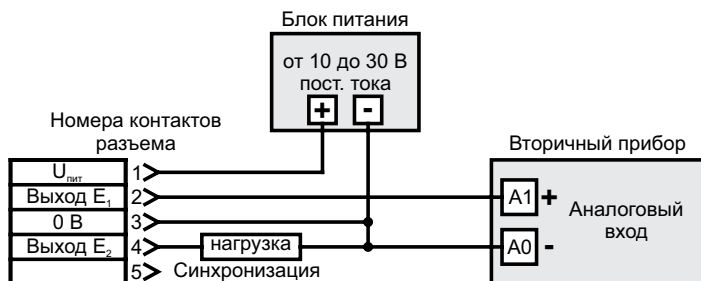 Блок питания
от 10 до 30 В
пост. тока
+ -
Номера контактов
разъема
Вторичный прибор
Uпит 1
Выход E₁ 2
0 В 3
Выход E₂ 4
5 Синхронизация
нагрузка
A1 +
Аналоговый
вход
A0 -